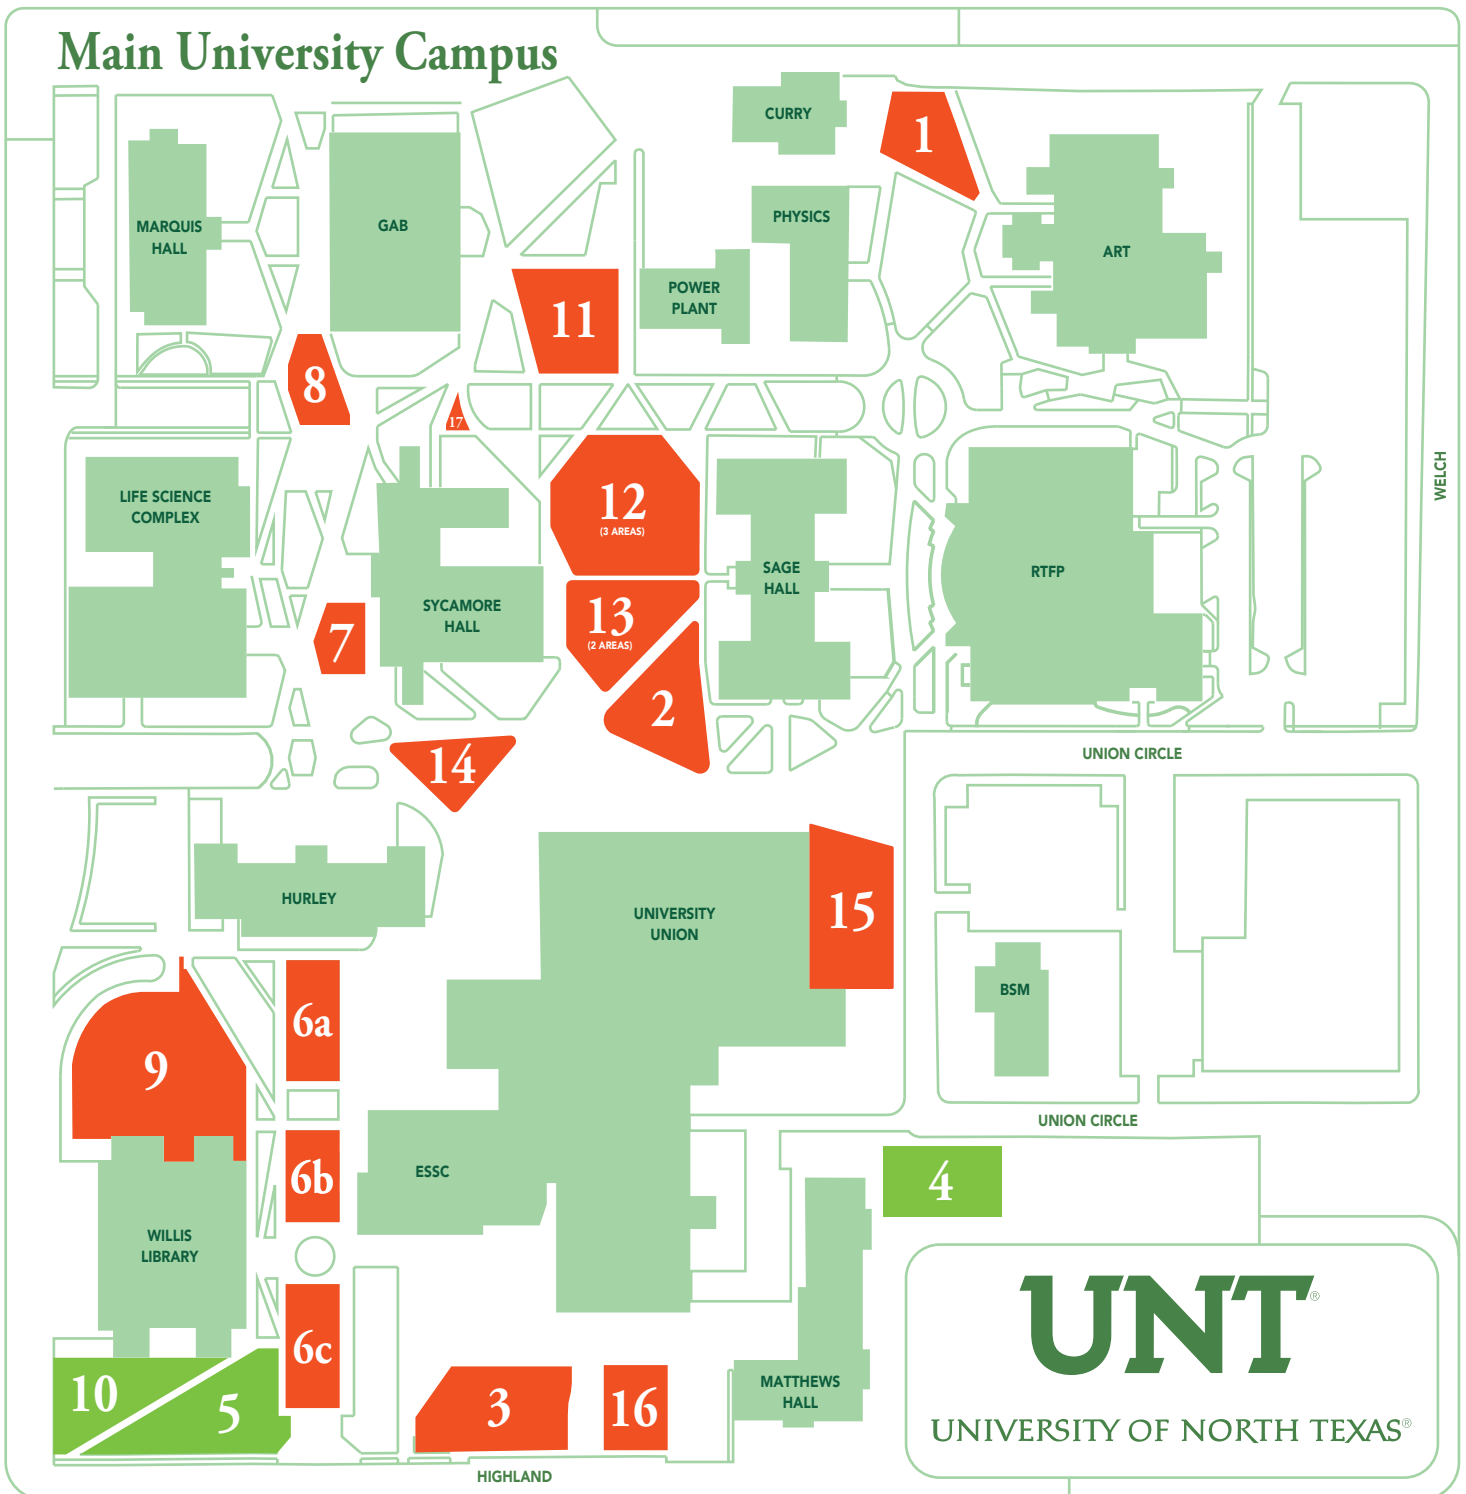 Main University Campus
CURRY
1
MARQUIS
HALL
GAB
PHYSICS
ART
POWER
PLANT
11
8
17
LIFE SCIENCE
COMPLEX
12
(3 AREAS)
WELCH
SAGE
HALL
RTFP
SYCAMORE
HALL
13
(2 AREAS)
7
2
14
UNION CIRCLE
HURLEY
UNIVERSITY
UNION
15
BSM
6a
9
UNION CIRCLE
6b
ESSC
4
WILLIS
LIBRARY
6c
UNT®
10
5
3
16
MATTHEWS
HALL
UNIVERSITY OF NORTH TEXAS®
HIGHLAND